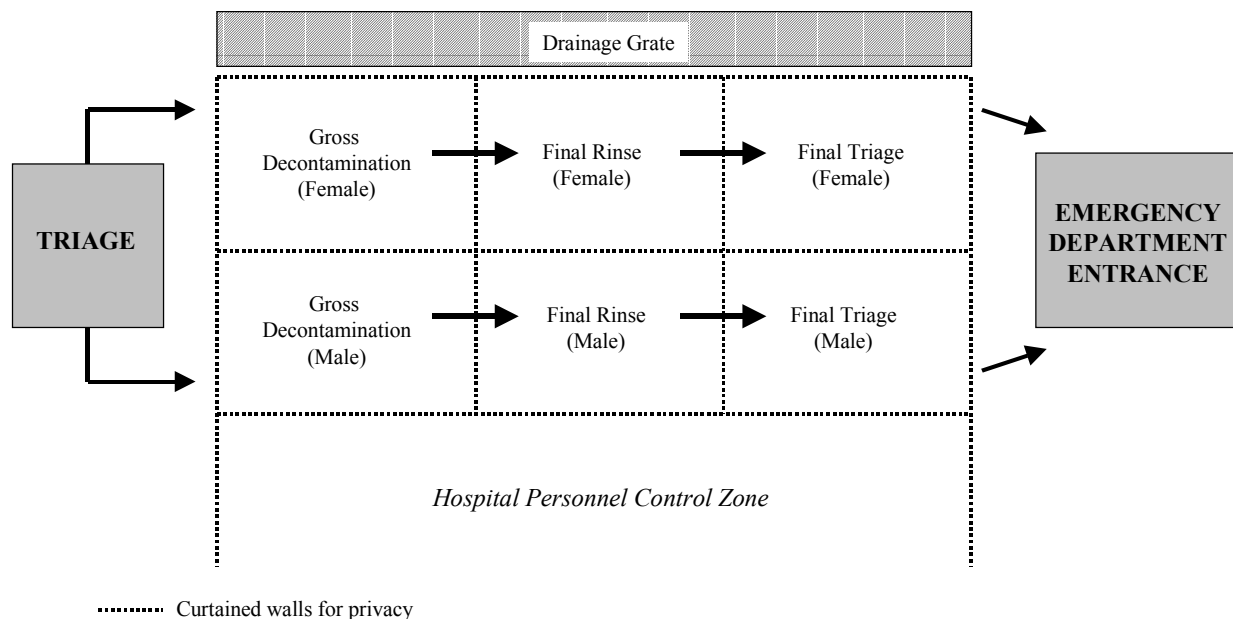 Drainage Grate
TRIAGE
Gross
Decontamination
(Female)
Final Rinse
(Female)
Final Triage
(Female)
Gross
Decontamination
(Male)
Final Rinse
(Male)
Final Triage
(Male)
EMERGENCY
DEPARTMENT
ENTRANCE
Hospital Personnel Control Zone
Curtained walls for privacy